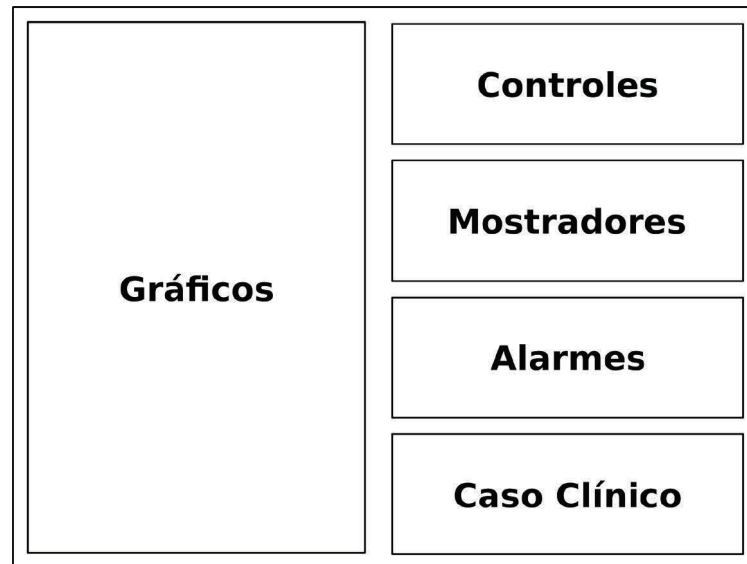 Gráficos
Controles
Mostradores
Alarmes
Caso Clínico